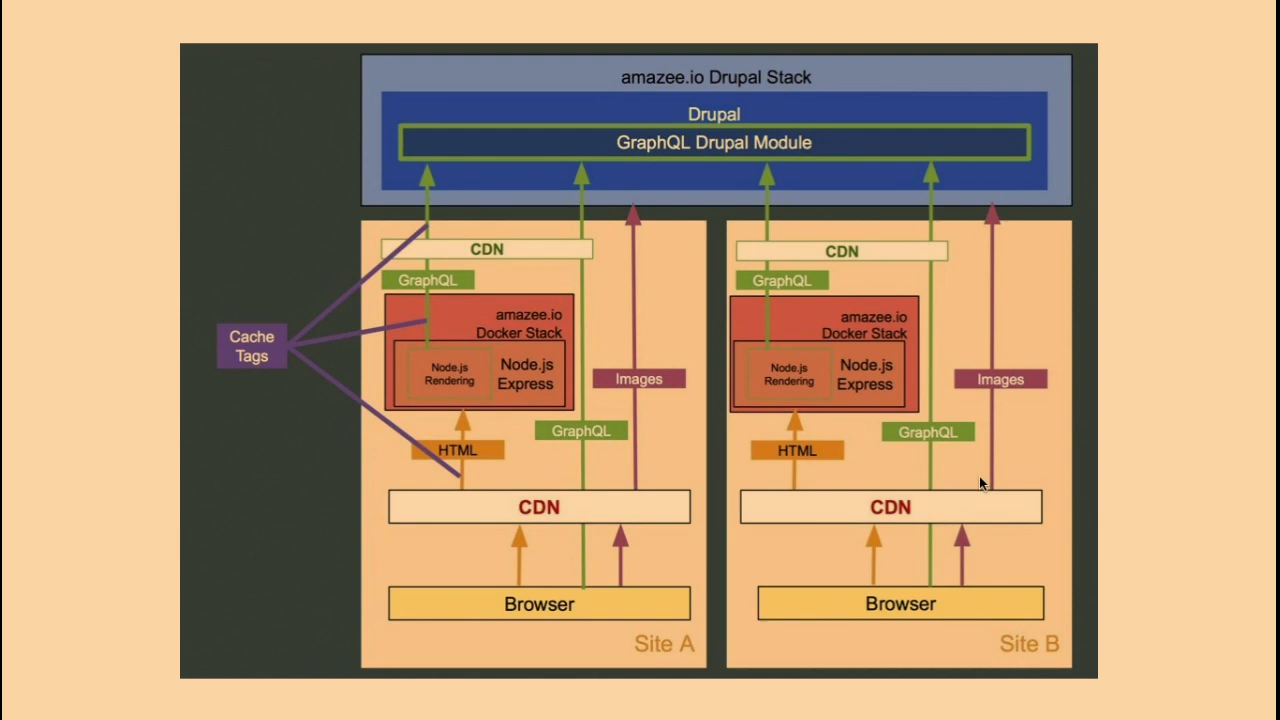 amazee.io Drupal Stack
Drupal
GraphQL Drupal Module
CDN
GraphQL
amazee.io
Docker Stack
Node.js
Rendering
Node.js
Express
Images
GraphQL
HTML
CDN
Browser
Site A
Cache
Tags
CDN
GraphQL
amazee.io
Docker Stack
Node.js
Rendering
Node.js
Express
Images
GraphQL
HTML
CDN
Browser
Site B